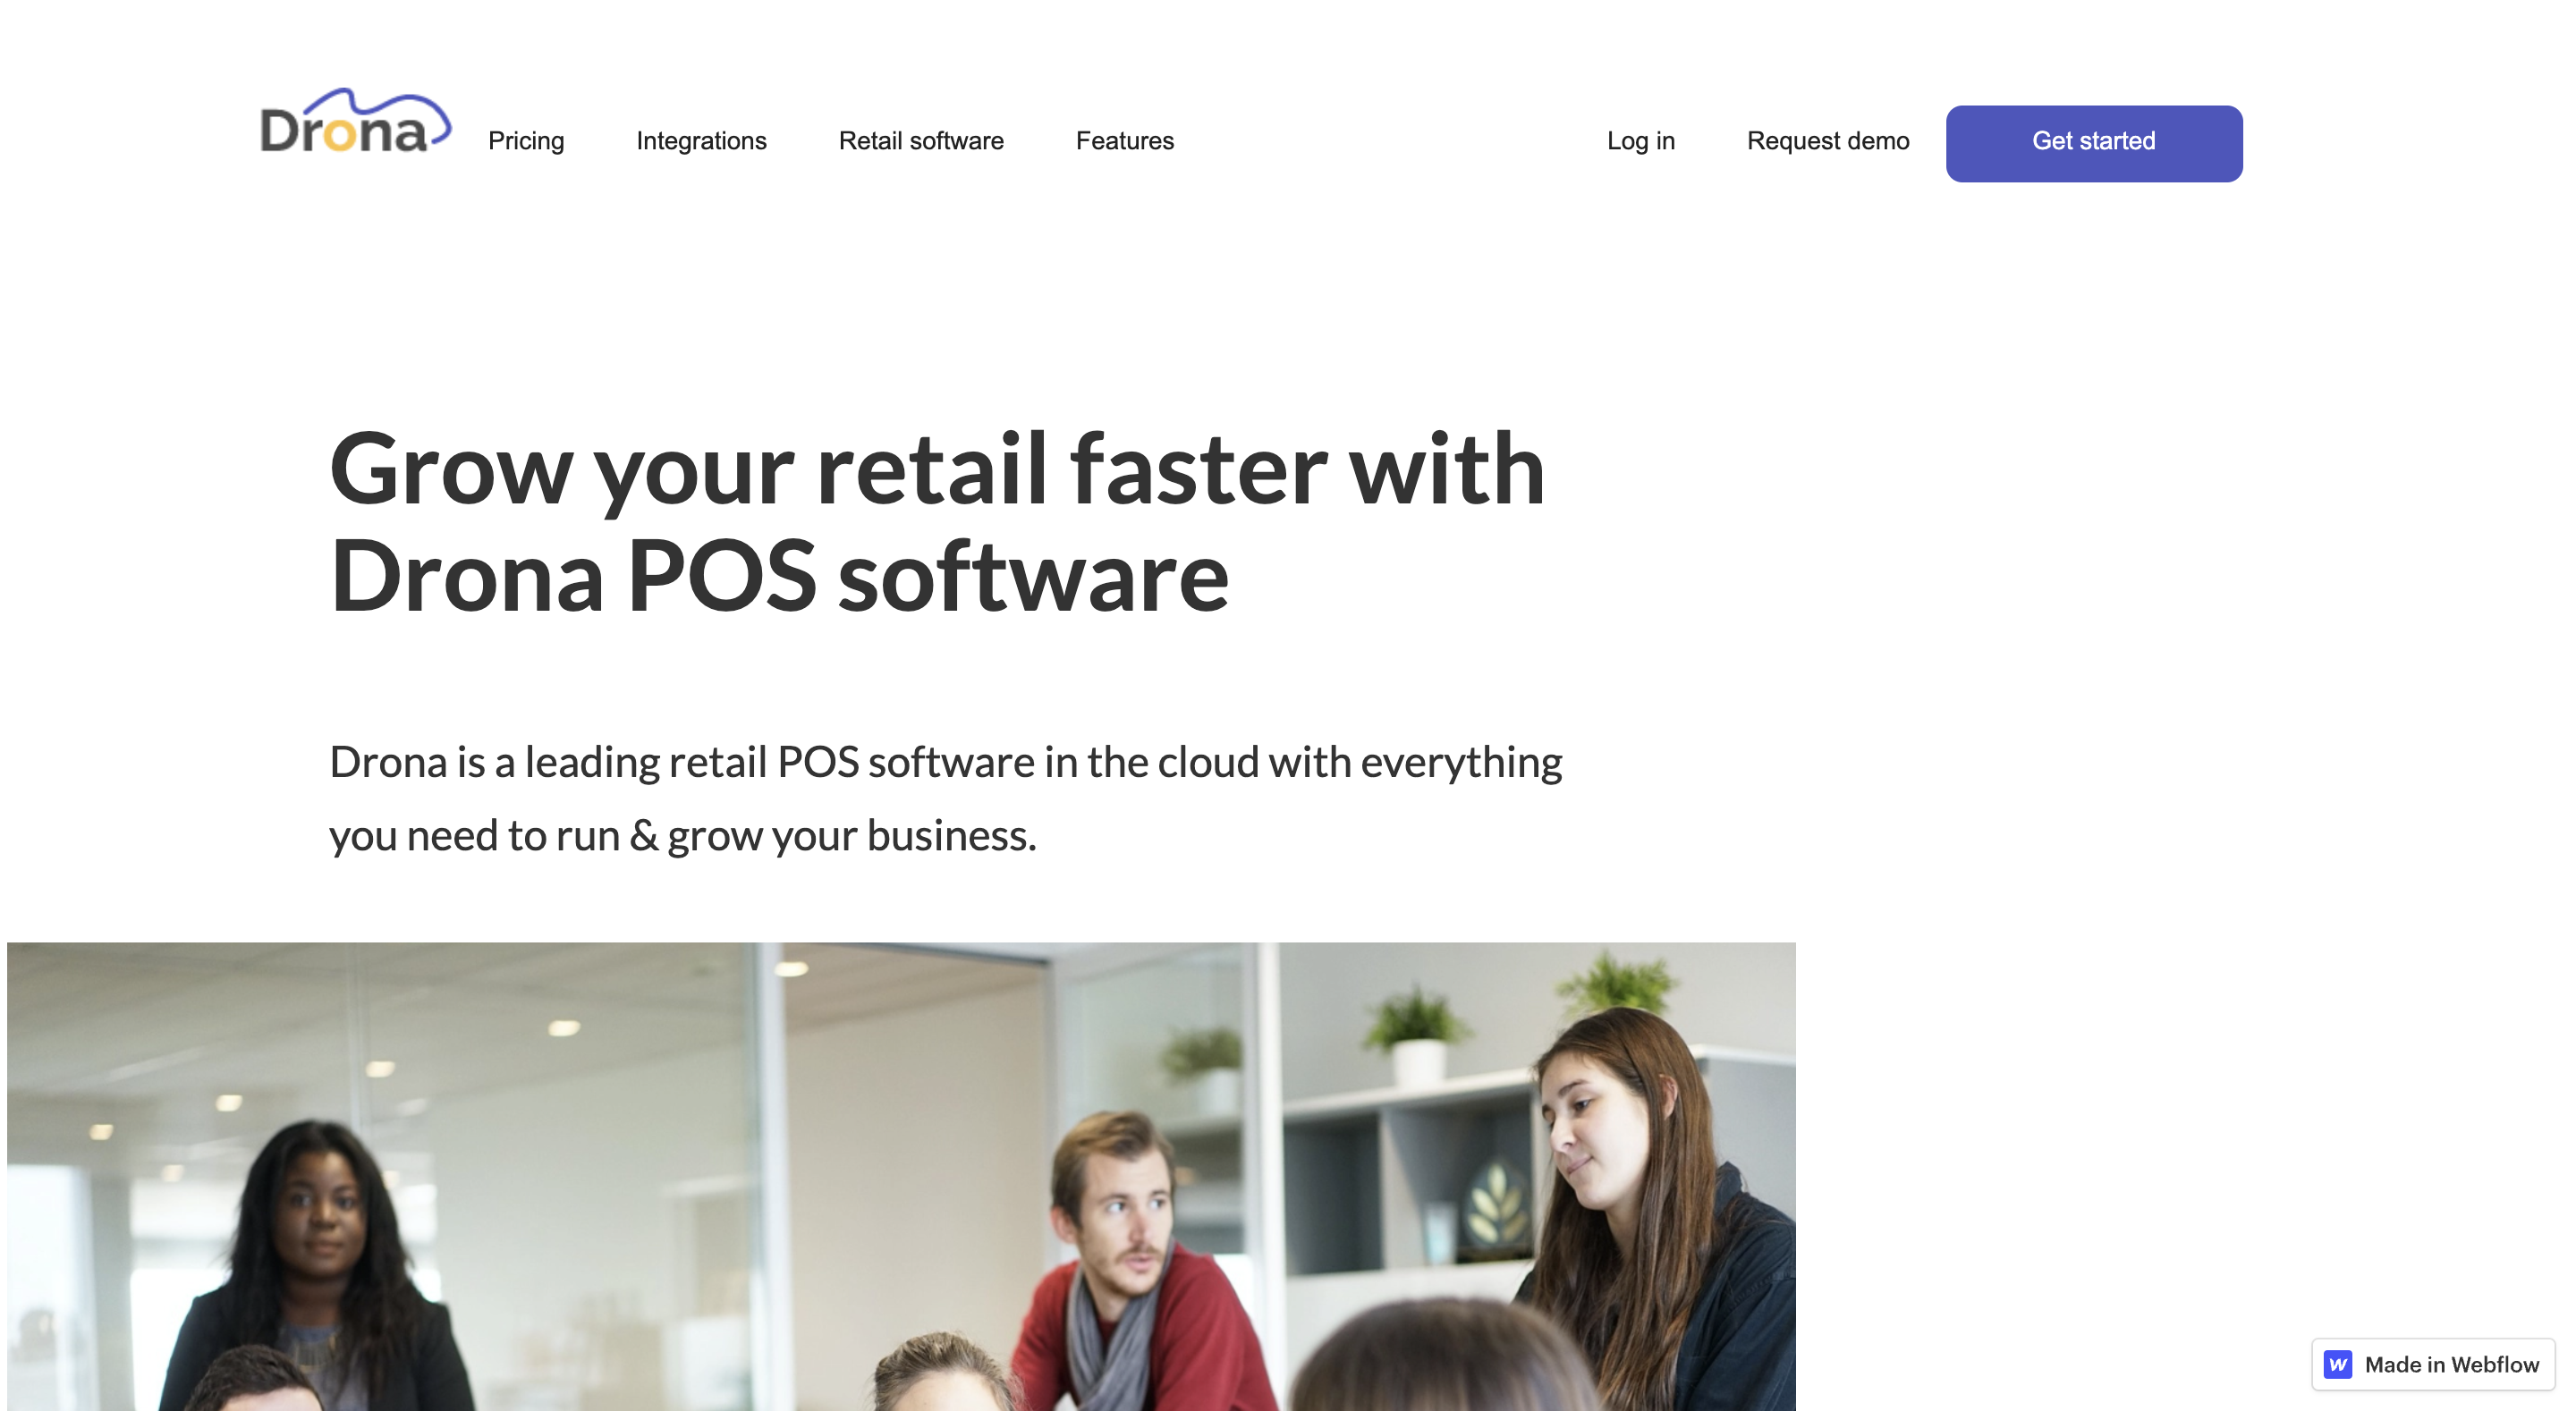 Drona
Pricing
Integrations
Retail software
Features
Log in
Request demo
Get started
Grow your retail faster with
Drona POS software
Drona is a leading retail POS software in the cloud with everything
you need to run & grow your business.
Made in Webflow